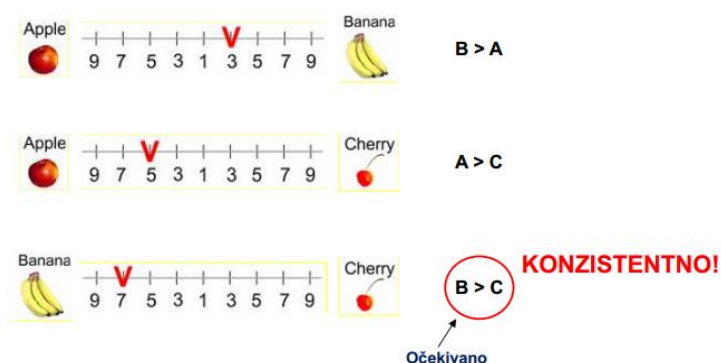 Apple
Banana
9 7 5 3 1 3 5 7 9
B > A
Apple
Cherry
9 7 5 3 1 3 5 7 9
A > C
Banana
Cherry
KONZISTENTNO!
9 7 5 3 1 3 5 7 9
B > C
Očekivano